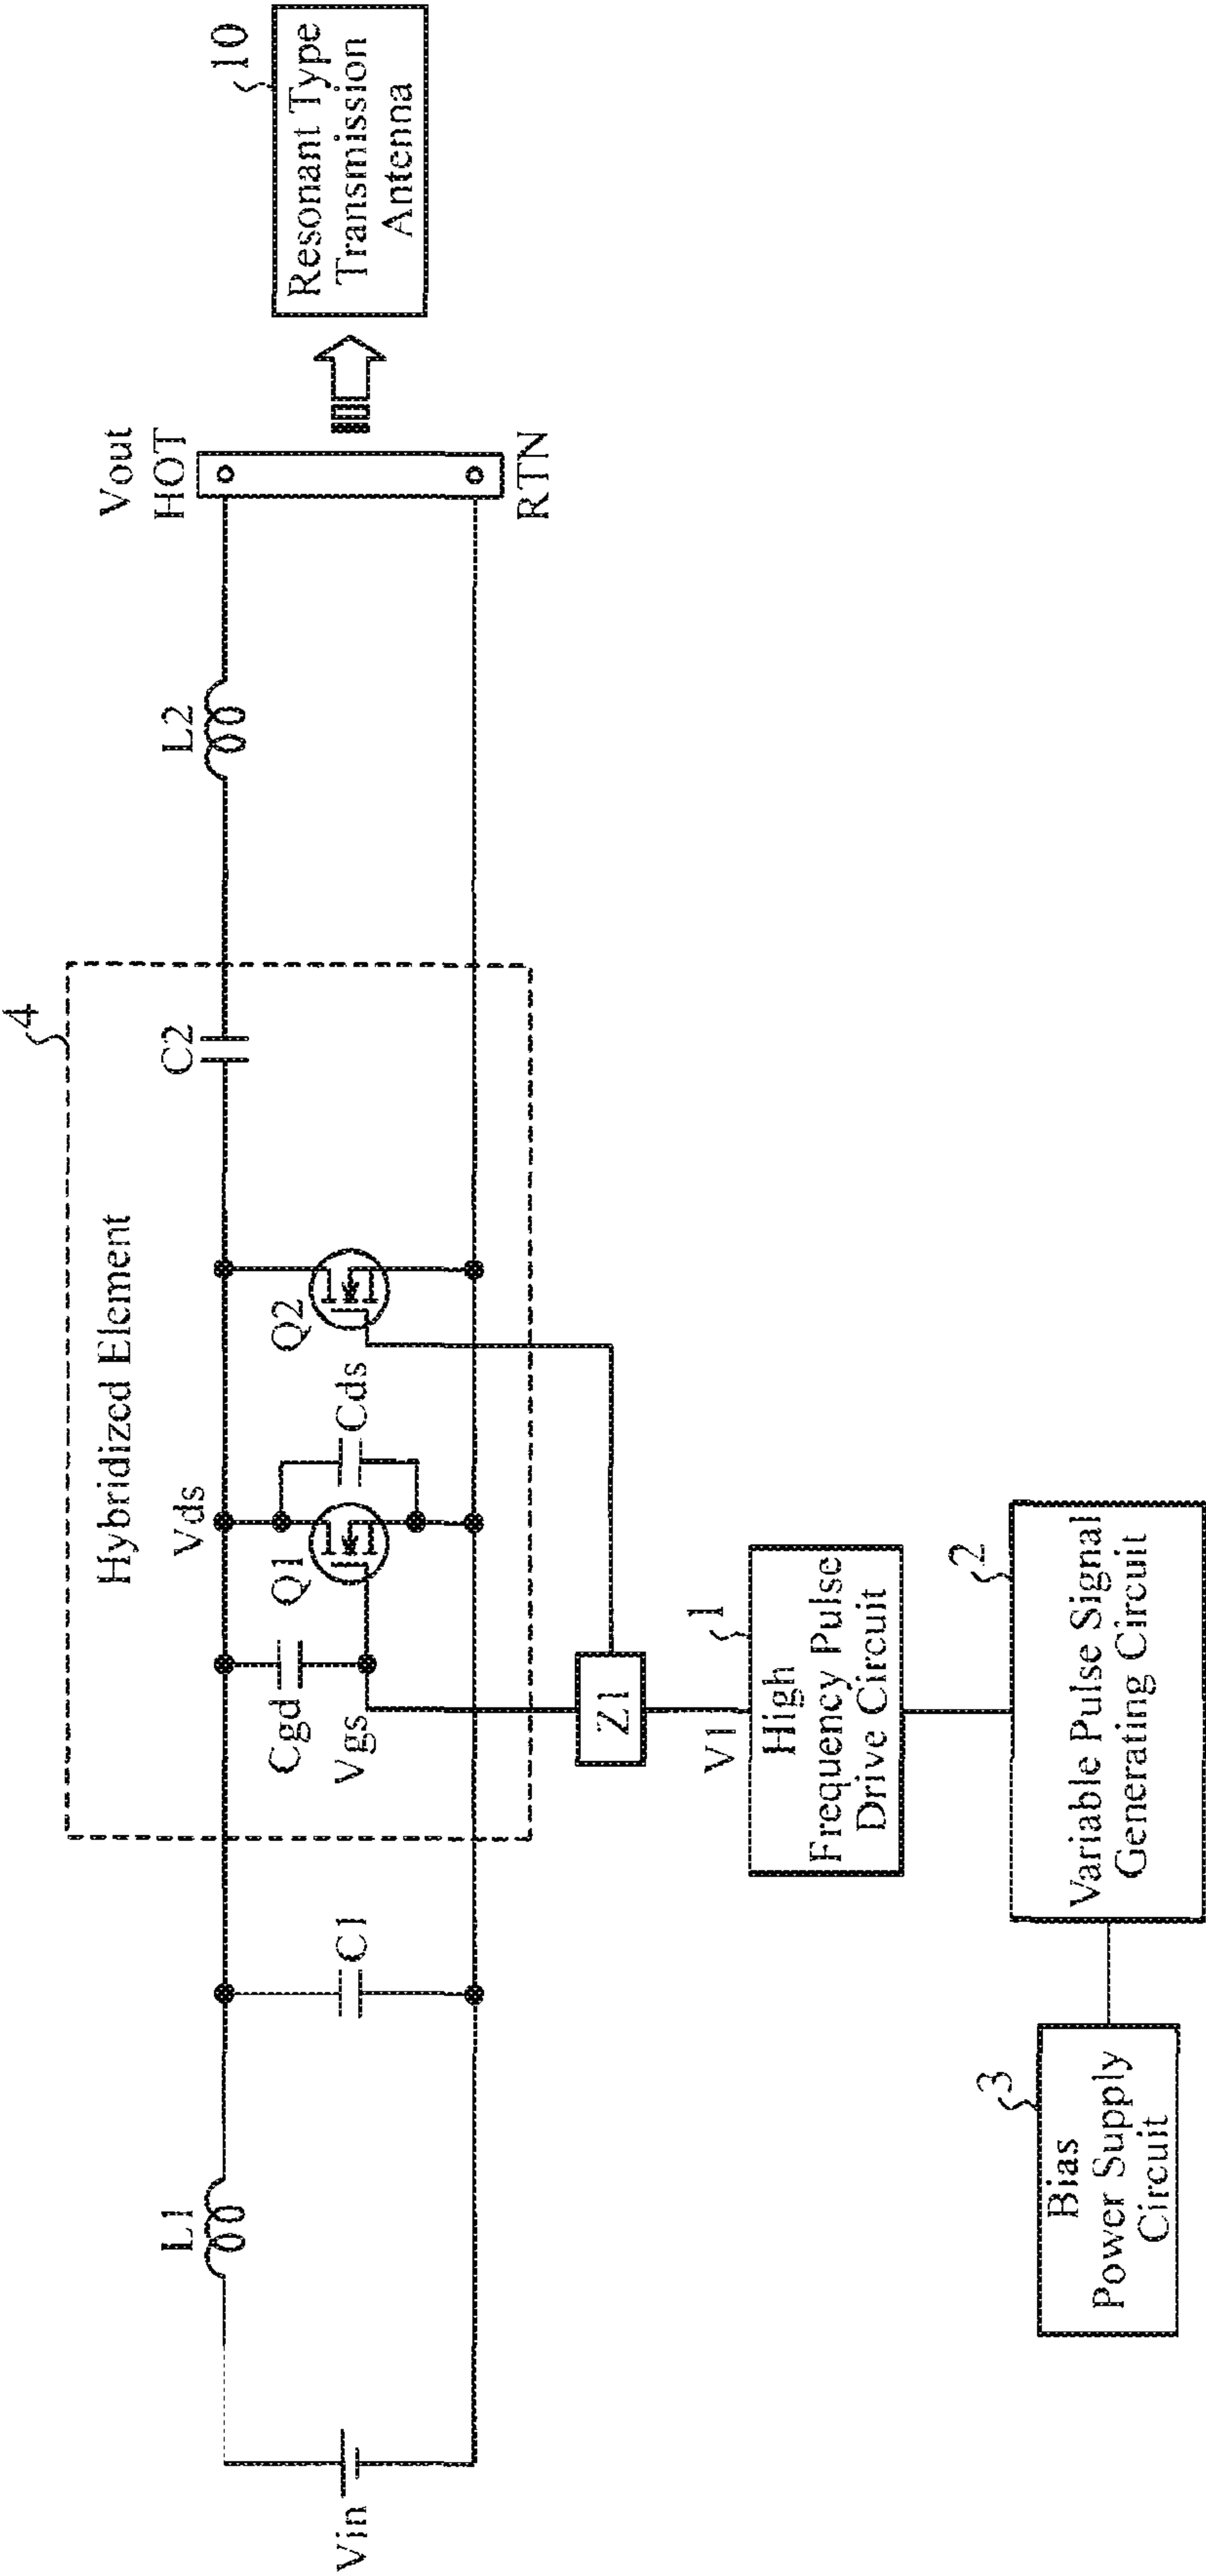 4
Hybridized Element
Vout
HOT
10
L1
Vds
C2
L2
Resonant Type
Transmission
Antenna
Cgd
Q1
Q2
Vin
C1
Vgs
Cds
RTN
Z1
V1
1
High
Frequency Pulse
Drive Circuit
3
Bias
Power Supply
Circuit
2
Variable Pulse Signal
Generating Circuit